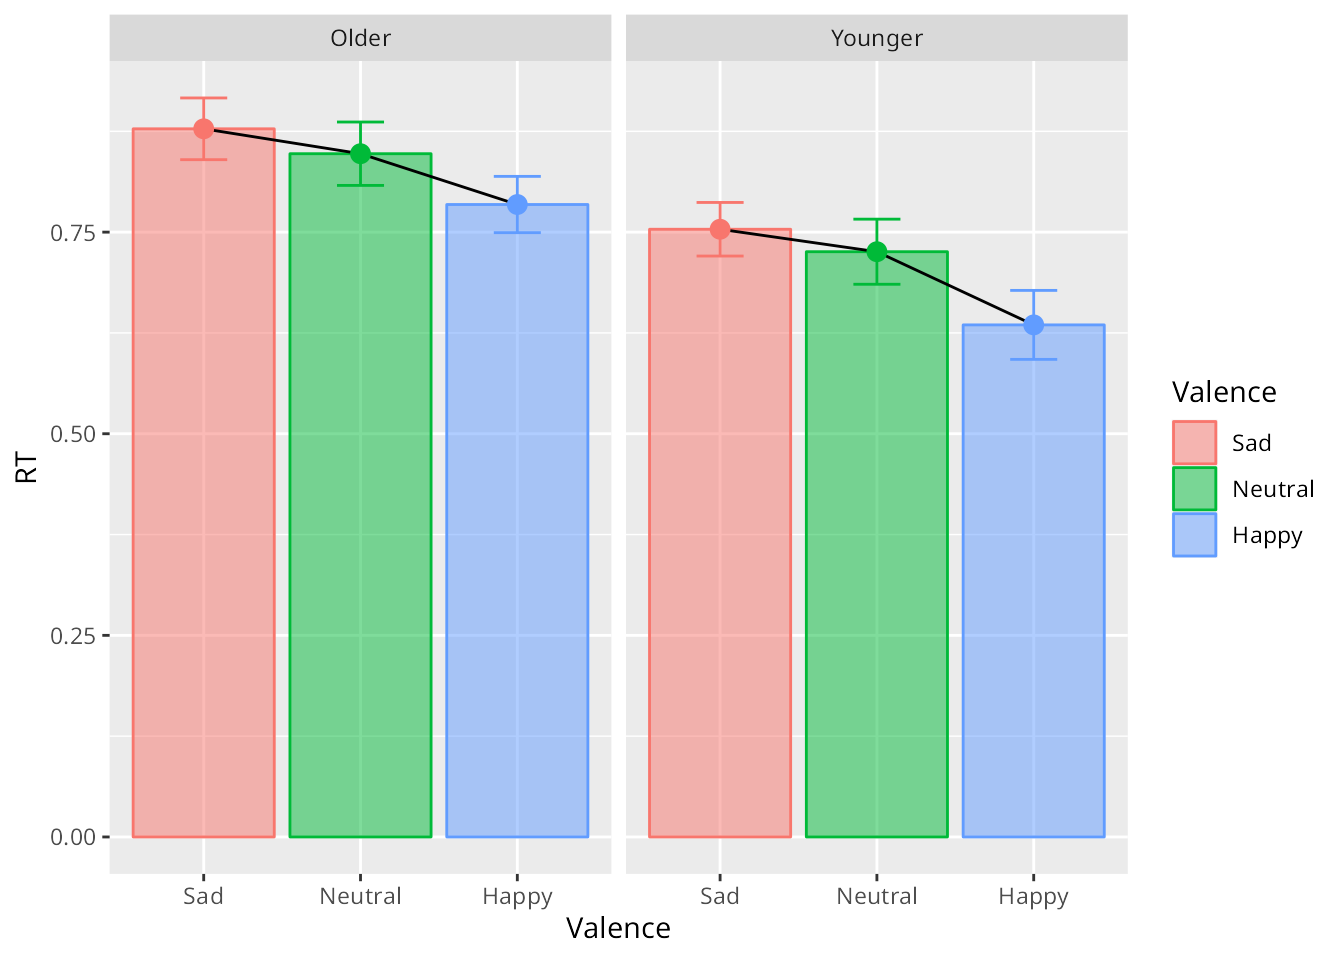 Older
Younger
RT
0.75
0.50
0.25
0.00
Sad
Neutral
Happy
Sad
Neutral
Happy
Valence
Valence
Sad
Neutral
Happy